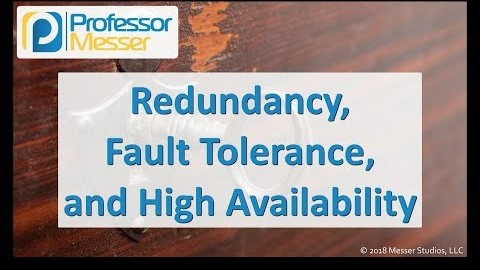 Professor
Messer
Redundancy,
Fault Tolerance,
and High Availability
© 2018 Messer Studios, LLC